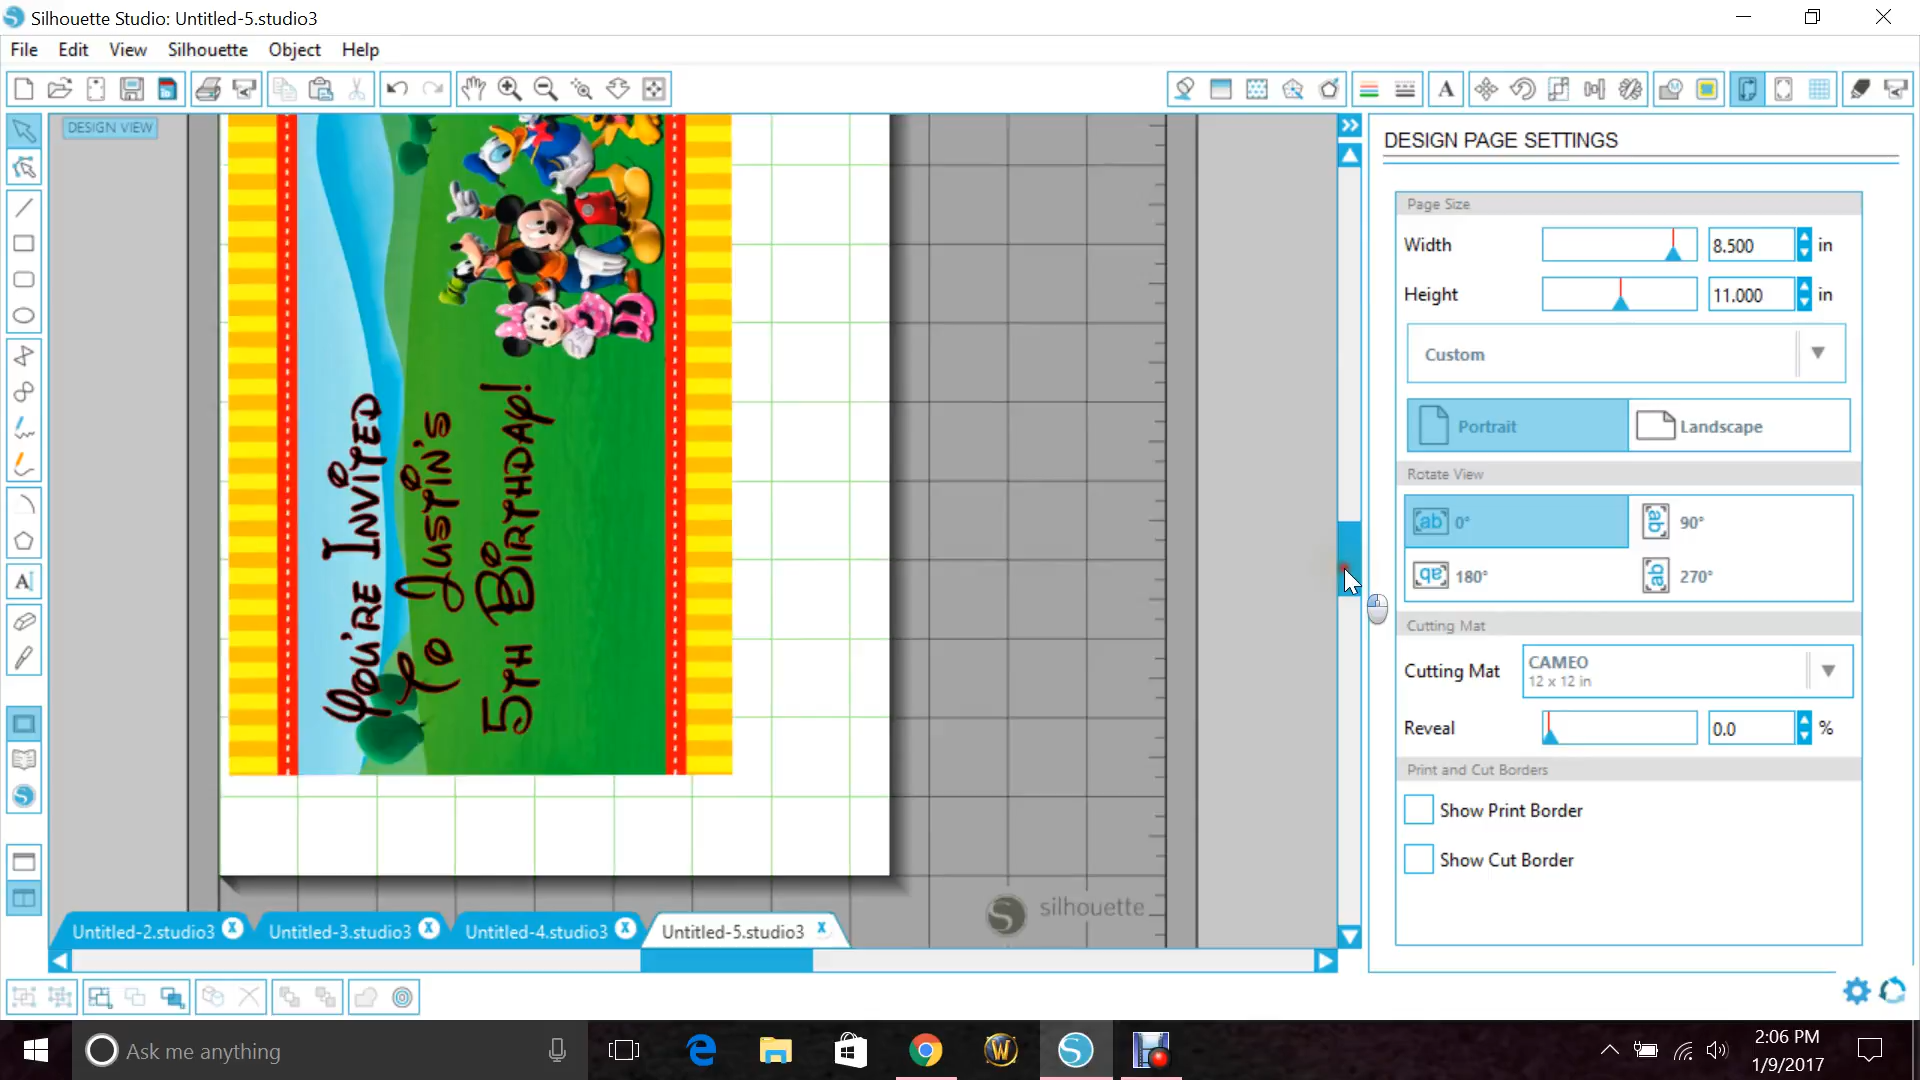 Silhouette Studio: Untitled-5.studio3
File Edit View Silhouette Object Help
DESIGN VIEW
You're Invited
To Justin's
5th Birthday!
silhouette
Untitled-2.studio3 x Untitled-3.studio3 x Untitled-4.studio3 x Untitled-5.studio3 x
DESIGN PAGE SETTINGS
Page Size
Width 8.500 in
Height 11.000 in
Custom
Portrait Landscape
Rotate View
ab 0° ab 90°
ab 180° ab 270°
Cutting Mat
Cutting Mat CAMEO
12 x 12 in
Reveal 0.0 %
Print and Cut Borders
Show Print Border
Show Cut Border
Ask me anything
2:06 PM
1/9/2017